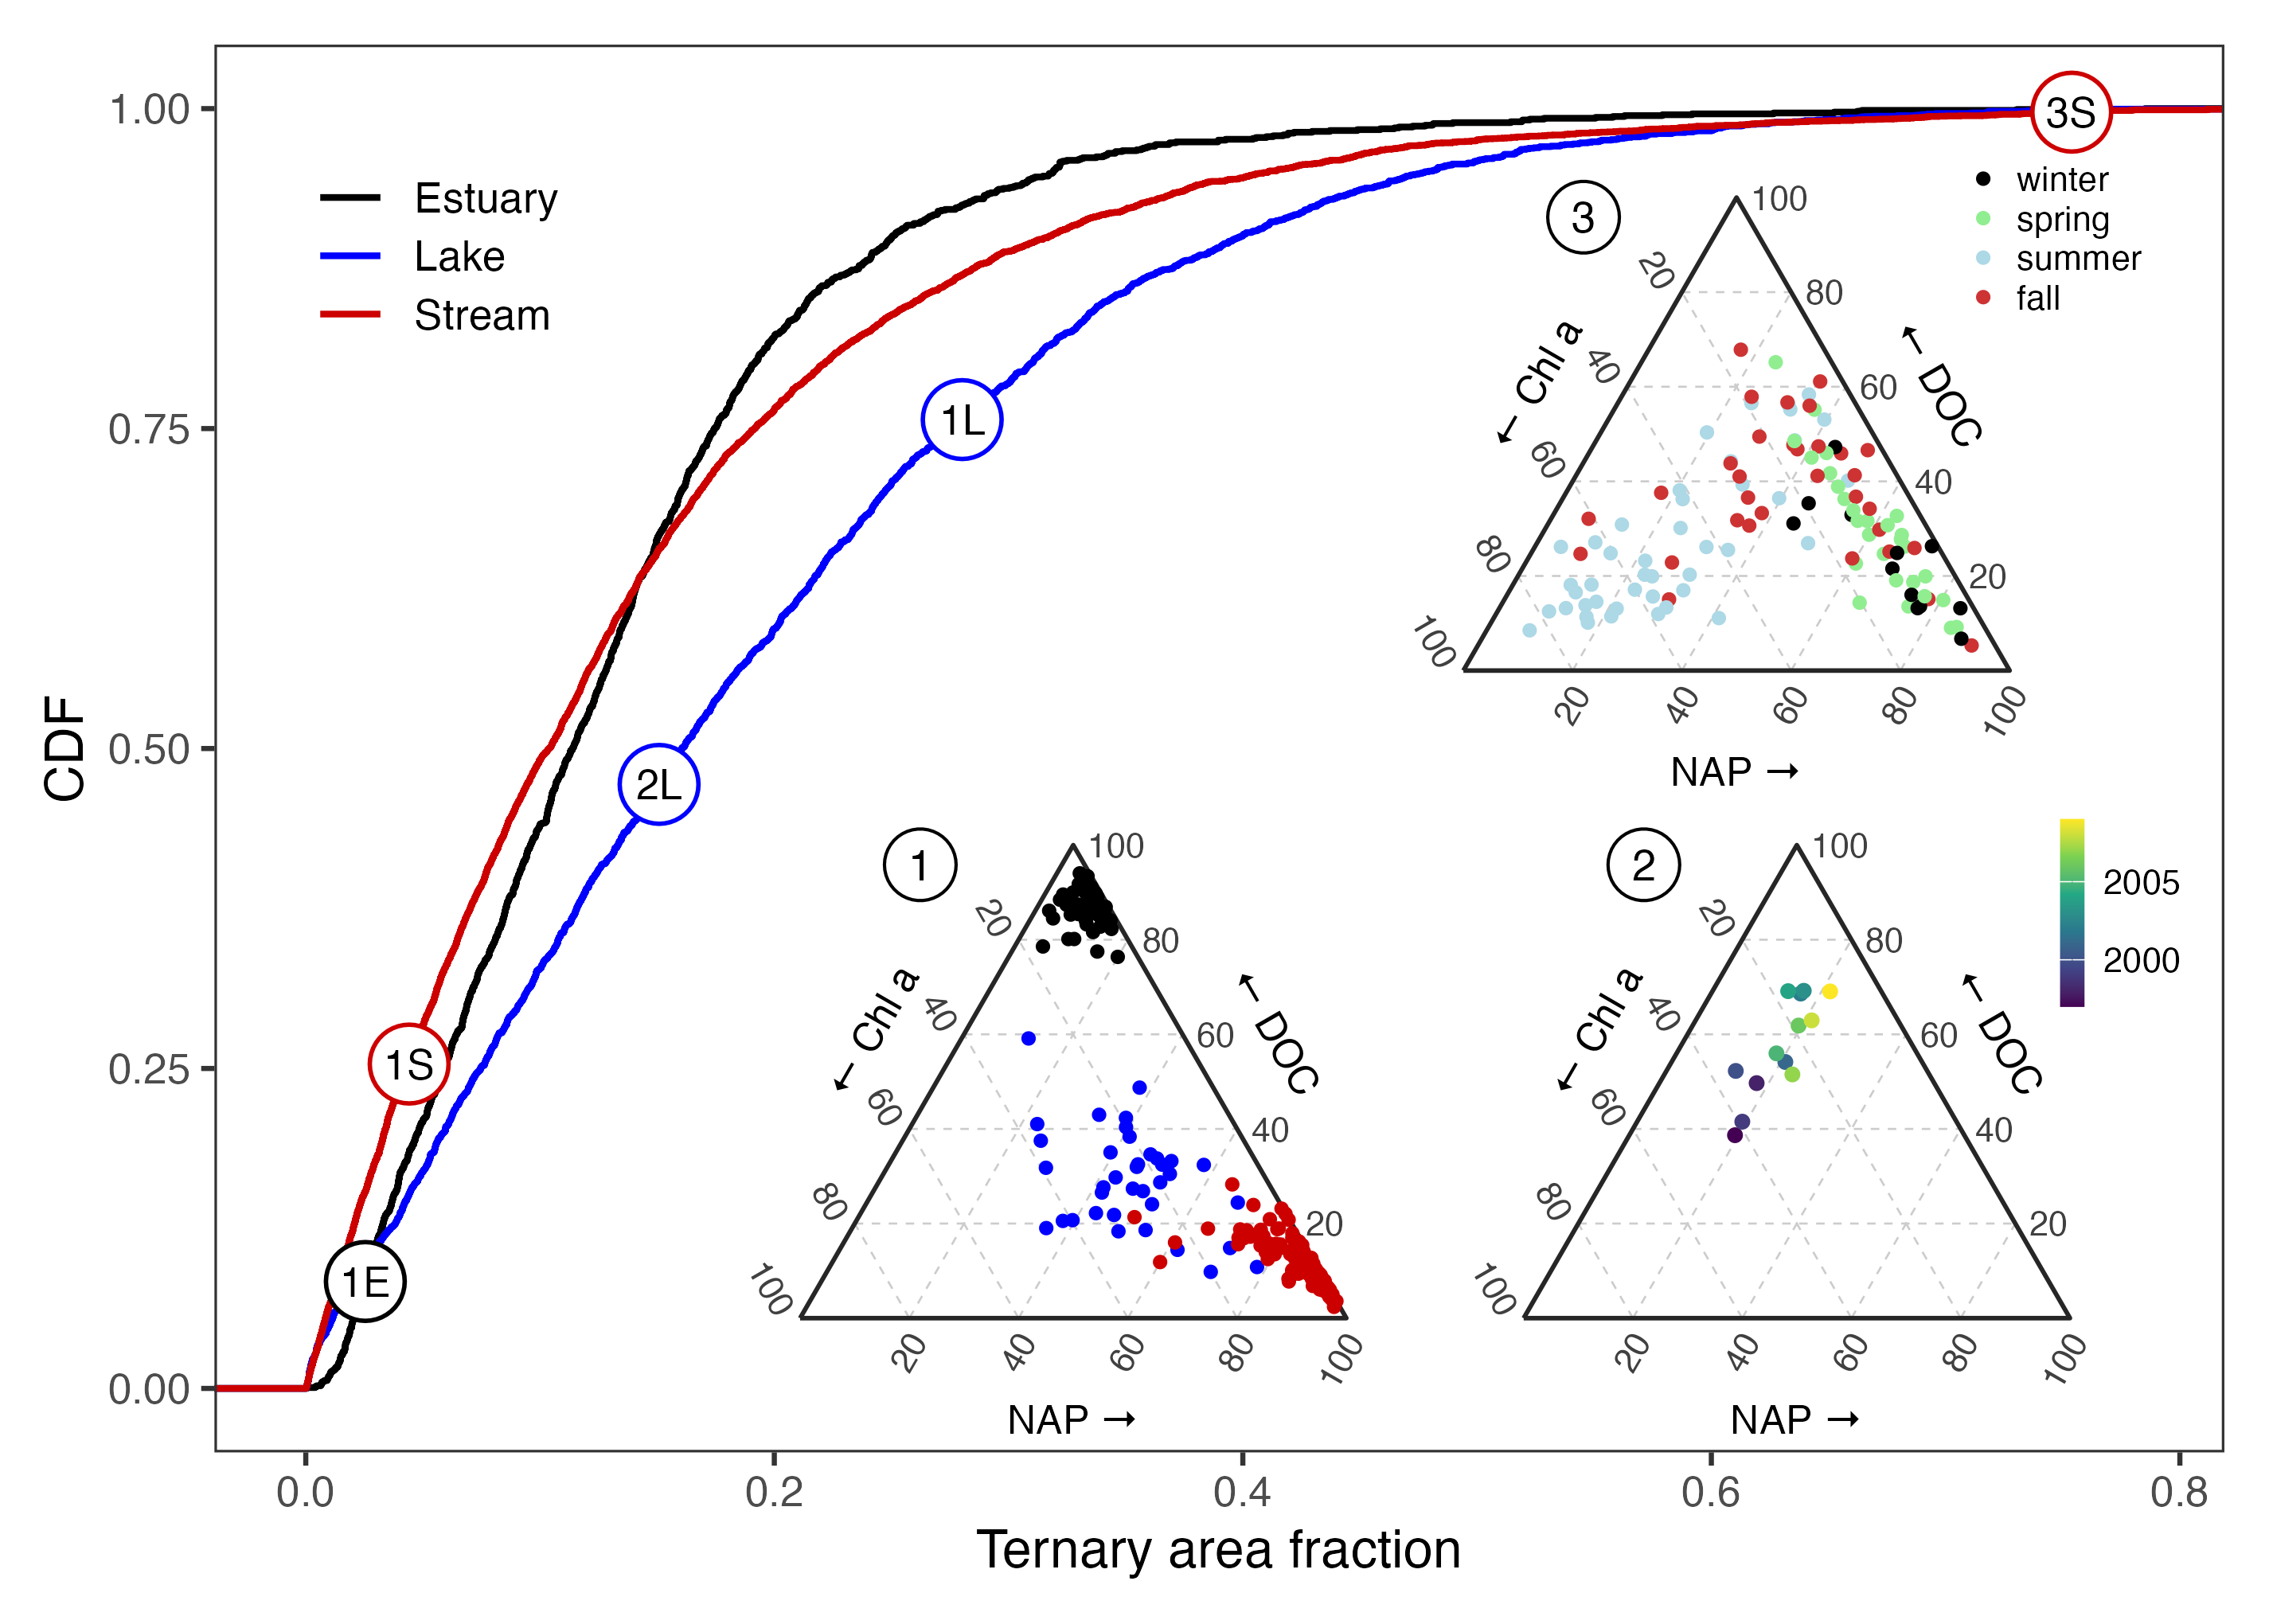 1.00
0.75
0.50
0.25
0.00
CDF
0.0
0.2
0.4
0.6
0.8
Ternary area fraction
Estuary
Lake
Stream
1E
1S
2L
1L
3S
3
winter
spring
summer
fall
100
80
60
40
20
20
40
60
80
100
20
40
60
80
100
← Chl a
← DOC
NAP →
1
100
80
60
40
20
20
40
60
80
100
20
40
60
80
100
← Chl a
← DOC
NAP →
2
100
80
60
40
20
20
40
60
80
100
20
40
60
80
100
← Chl a
← DOC
NAP →
2005
2000